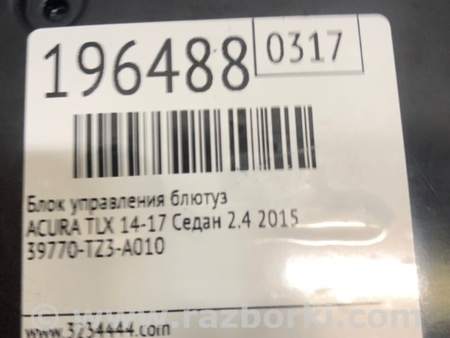 196488
0317
Блок управления блютуз
ACURA TLX 14-17 Седан 2.4 2015
39770-TZ3-A010
www.3234444.com
www.razborki.com